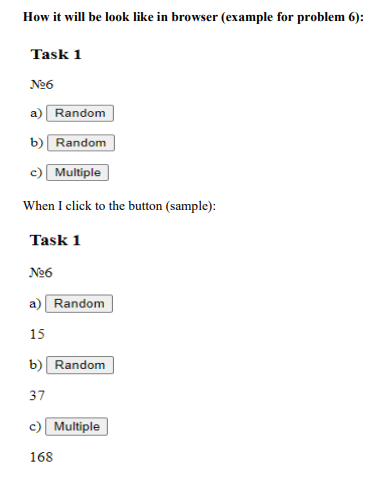 How it will be look like in browser (example for problem 6):
Task 1
№6
a) Random
b) Random
c) Multiple
When I click to the button (sample):
Task 1
№6
a) Random
15
b) Random
37
c) Multiple
168